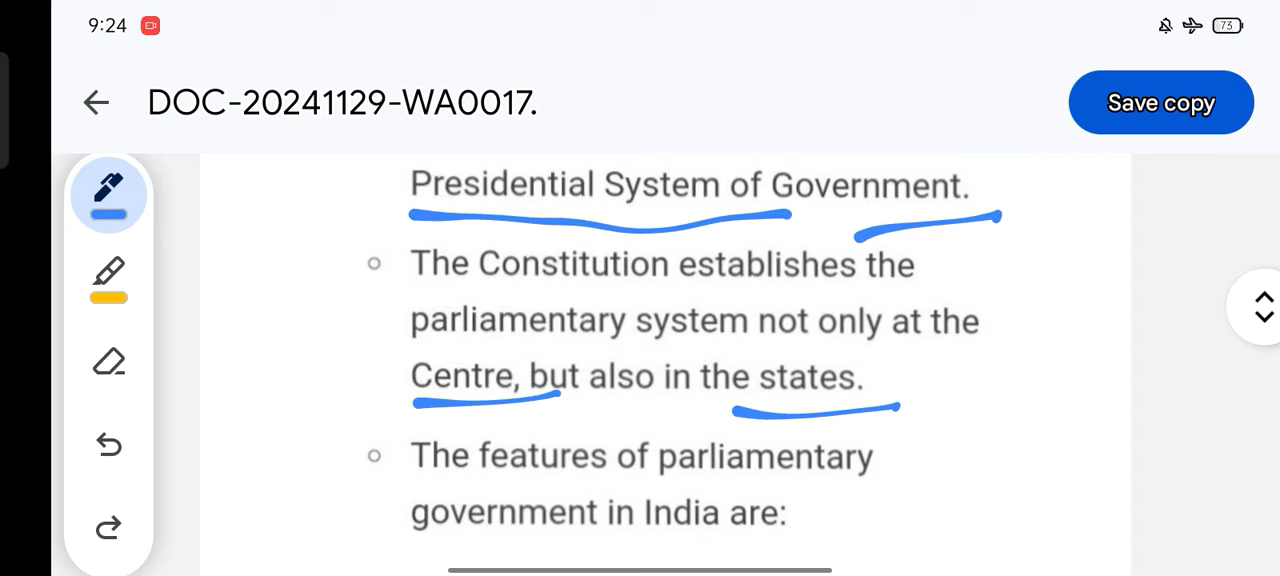 9:24
73
DOC-20241129-WA0017.
Save copy
Presidential System of Government.
The Constitution establishes the
parliamentary system not only at the
Centre, but also in the states.
The features of parliamentary
government in India are: